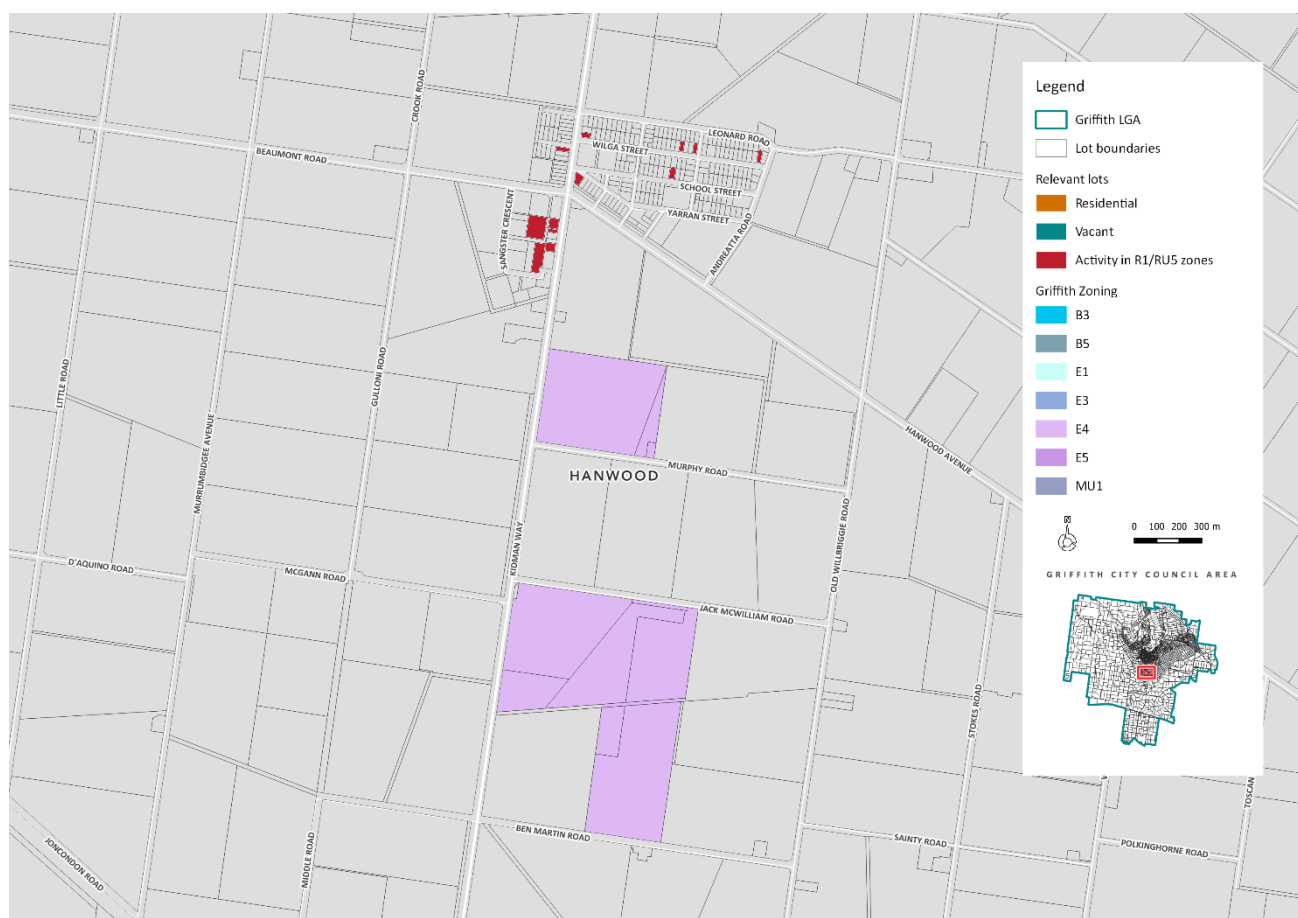 CROOK ROAD
LEONARD ROAD
WILGA STREET
BEAUMONT ROAD
SCHOOL STREET
SANGSTER CRESCENT
YARRAN STREET
ANDREATTA ROAD
LITTLE ROAD
MURRUMBIDGEE AVENUE
GULLONI ROAD
HANWOOD AVENUE
MURPHY ROAD
HANWOOD
KIDMAN WAY
OLD WILLBRIGGIE ROAD
D'AQUINO ROAD
MCGANN ROAD
JACK MCWILLIAM ROAD
STOKES ROAD
BEN MARTIN ROAD
SAINTY ROAD
POLKINGHORNE ROAD
TOSCAN
MIDDLE ROAD
JONCONDON ROAD
Legend
Griffith LGA
Lot boundaries
Relevant lots
Residential
Vacant
Activity in R1/RU5 zones
Griffith Zoning
B3
B5
E1
E3
E4
E5
MU1
N
0 100 200 300 m
GRIFFITH CITY COUNCIL AREA